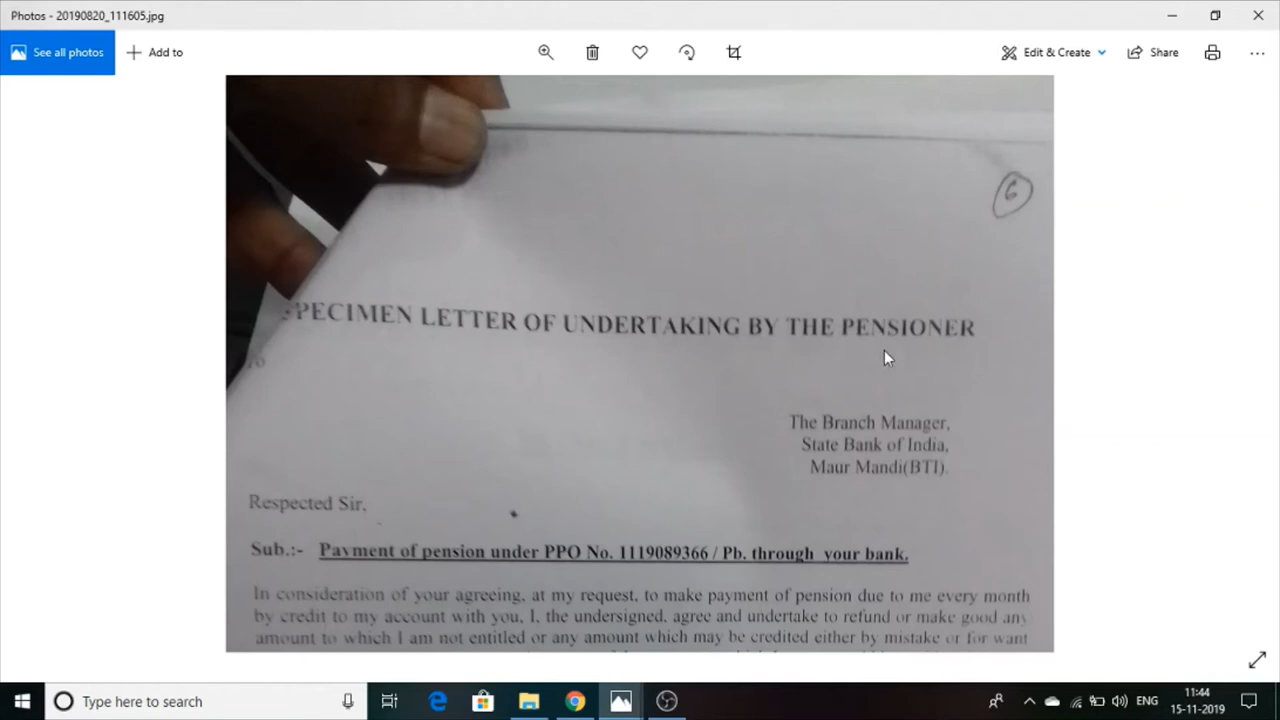 Photos - 20190820_111605.jpg
See all photos
Add to
Edit & Create
Share
6
SPECIMEN LETTER OF UNDERTAKING BY THE PENSIONER
To
The Branch Manager,
State Bank of India,
Maur Mandi(BTI).
Respected Sir,
Sub.:- Payment of pension under PPO No. 1119089366 / Pb. through your bank.
In consideration of your agreeing, at my request, to make payment of pension due to me every month
by credit to my account with you, I, the undersigned, agree and undertake to refund or make good any
amount to which I am not entitled or any amount which may be credited either by mistake or for want
Type here to search
ENG
11:44
15-11-2019